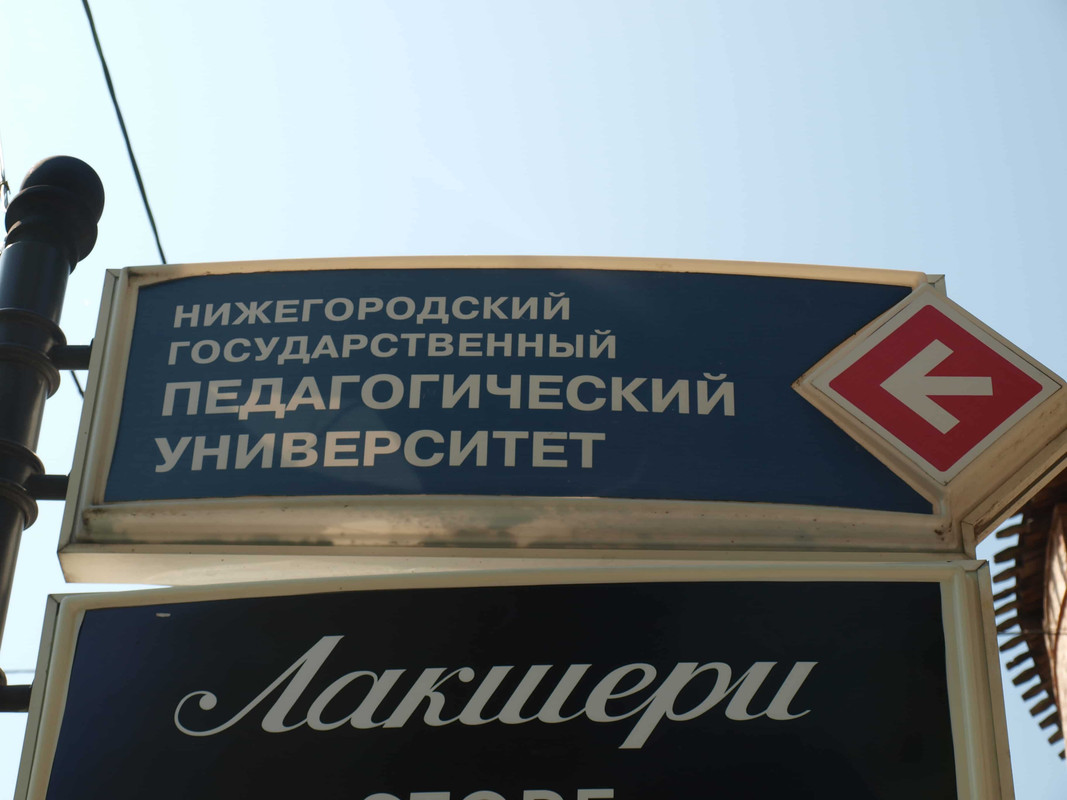 НИЖЕГОРОДСКИЙ
ГОСУДАРСТВЕННЫЙ
ПЕДАГОГИЧЕСКИЙ
УНИВЕРСИТЕТ
Лакшери